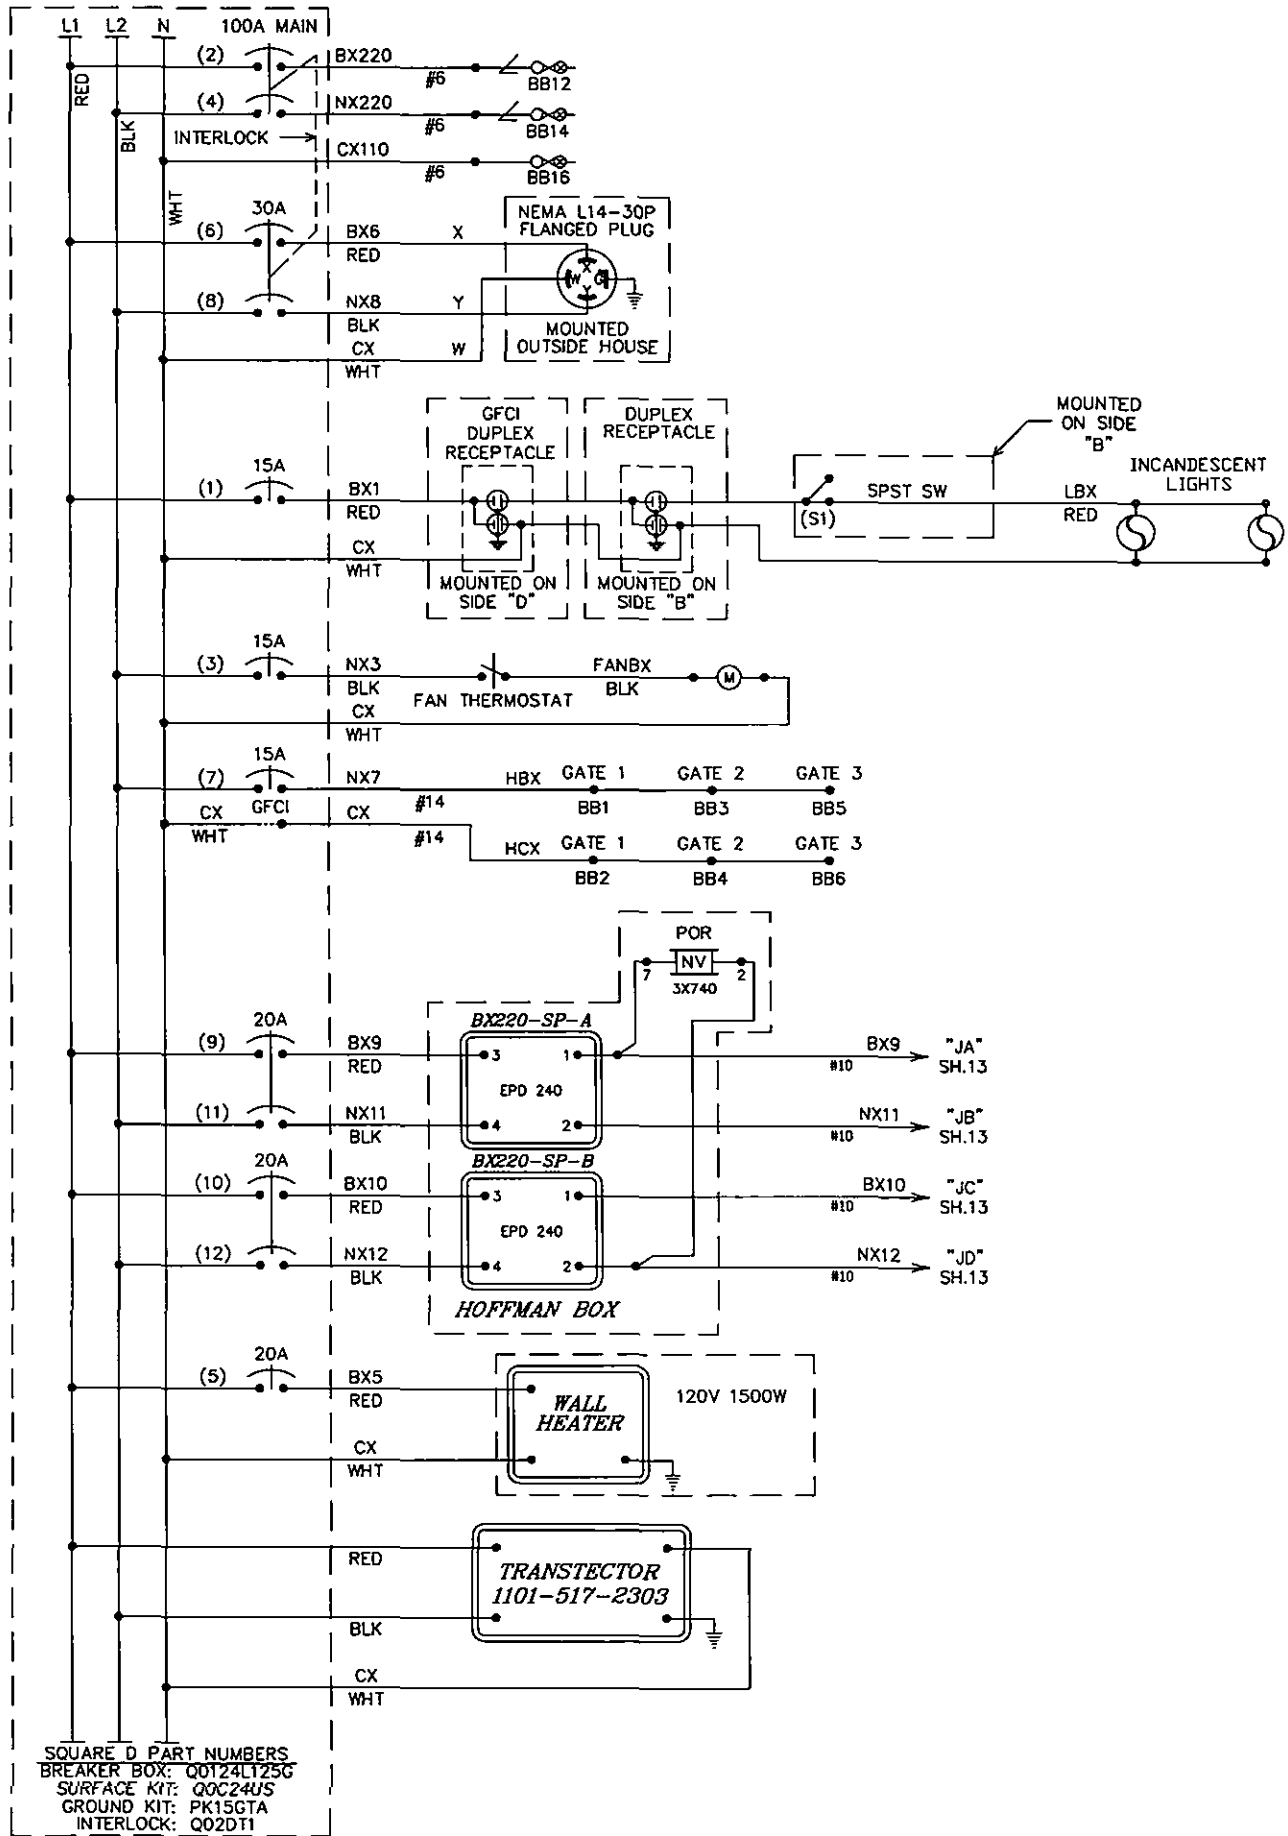 L1 L2 N 100A MAIN
RED
BLK
WHT
(2) BX220 #6 BB12
(4) NX220 #6 BB14
INTERLOCK
CX110 #6 BB16
30A
(6) BX6 RED X
(8) NX8 BLK Y
CX WHT W
NEMA L14-30P
FLANGED PLUG
X
W G
Y
MOUNTED
OUTSIDE HOUSE
15A
(1) BX1 RED
CX WHT
GFCI
DUPLEX
RECEPTACLE
MOUNTED ON
SIDE "D"
DUPLEX
RECEPTACLE
MOUNTED ON
SIDE "B"
MOUNTED
ON SIDE
"B"
SPST SW
(S1)
LBX
RED
INCANDESCENT
LIGHTS
15A
(3) NX3 BLK
FAN THERMOSTAT
FANBX
BLK
M
CX
WHT
15A
(7) NX7 #14 HBX
GFCI
GATE 1 GATE 2 GATE 3
BB1 BB3 BB5
CX WHT CX #14 HCX
GATE 1 GATE 2 GATE 3
BB2 BB4 BB6
POR
7 NV 2
3X740
BX220-SP-A
20A
(9) BX9 RED
3 1
EPD 240
BX9 #10 "JA" SH.13
(11) NX11 BLK
4 2
NX11 #10 "JB" SH.13
BX220-SP-B
20A
(10) BX10 RED
3 1
EPD 240
BX10 #10 "JC" SH.13
(12) NX12 BLK
4 2
NX12 #10 "JD" SH.13
HOFFMAN BOX
20A
(5) BX5 RED
WALL
HEATER
120V 1500W
CX
WHT
RED
TRANSTECTOR
1101-517-2303
BLK
CX
WHT
SQUARE D PART NUMBERS
BREAKER BOX: QO124L125G
SURFACE KIT: QOC24US
GROUND KIT: PK15GTA
INTERLOCK: QO2DT1